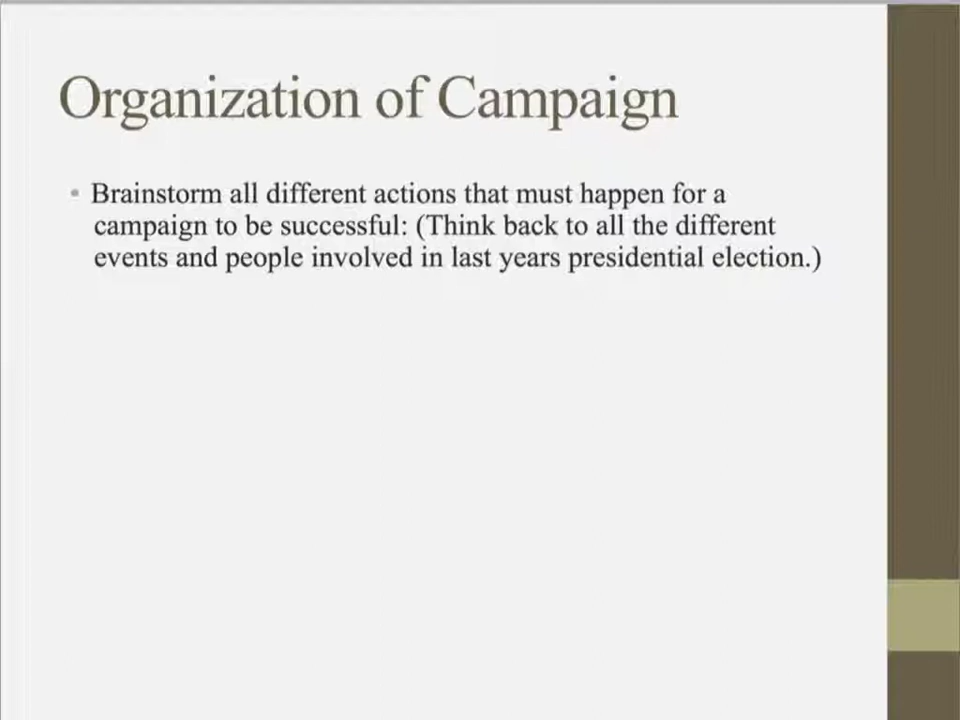 Organization of Campaign
• Brainstorm all different actions that must happen for a
campaign to be successful: (Think back to all the different
events and people involved in last years presidential election.)